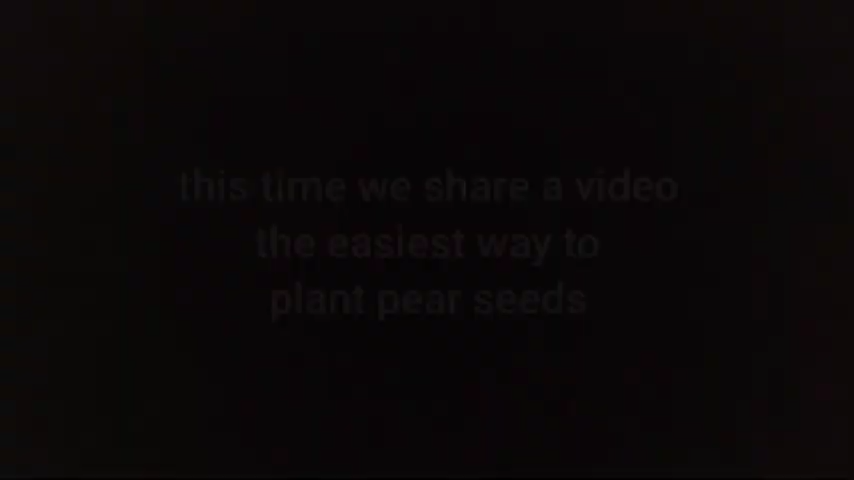 this time we share a video
the easiest way to
plant pear seeds